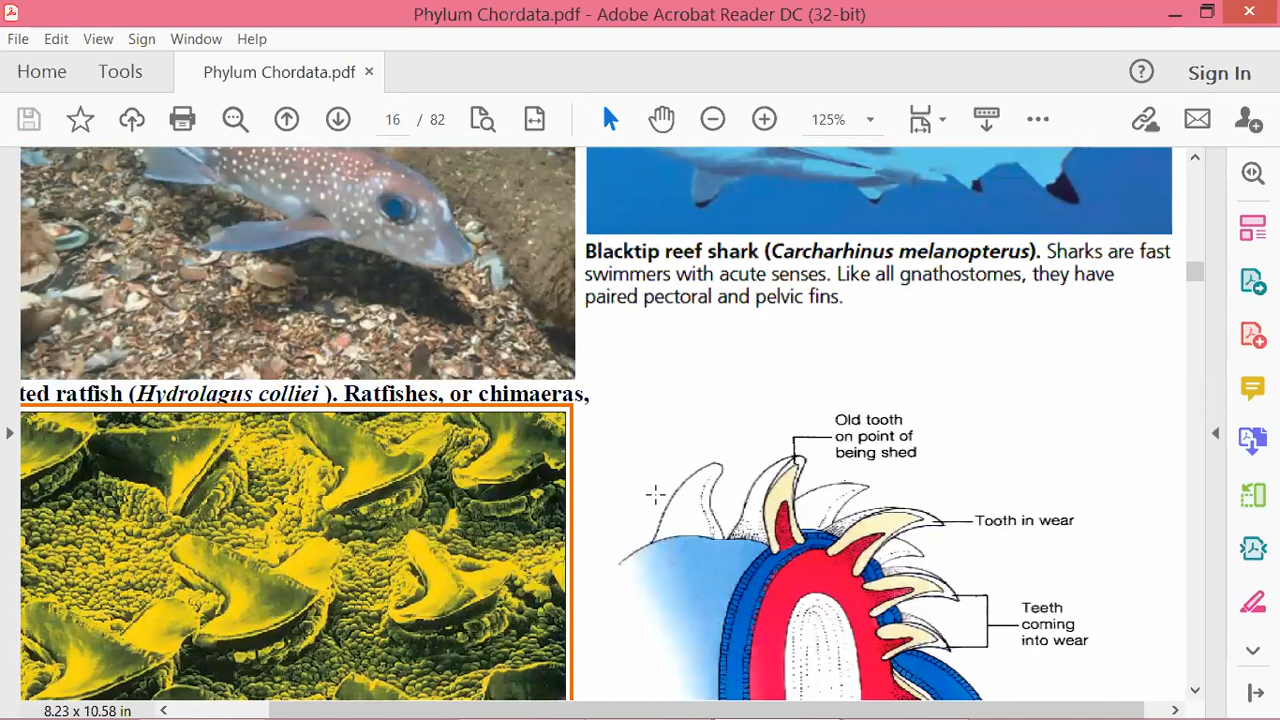 Phylum Chordata.pdf - Adobe Acrobat Reader DC (32-bit)
File Edit View Sign Window Help
Home Tools Phylum Chordata.pdf × Sign In
16 / 82 125%
Blacktip reef shark (Carcharhinus melanopterus). Sharks are fast
swimmers with acute senses. Like all gnathostomes, they have
paired pectoral and pelvic fins.
ted ratfish (Hydrolagus colliei ). Ratfishes, or chimaeras,
Old tooth
on point of
being shed
Tooth in wear
Teeth
coming
into wear
8.23 x 10.58 in